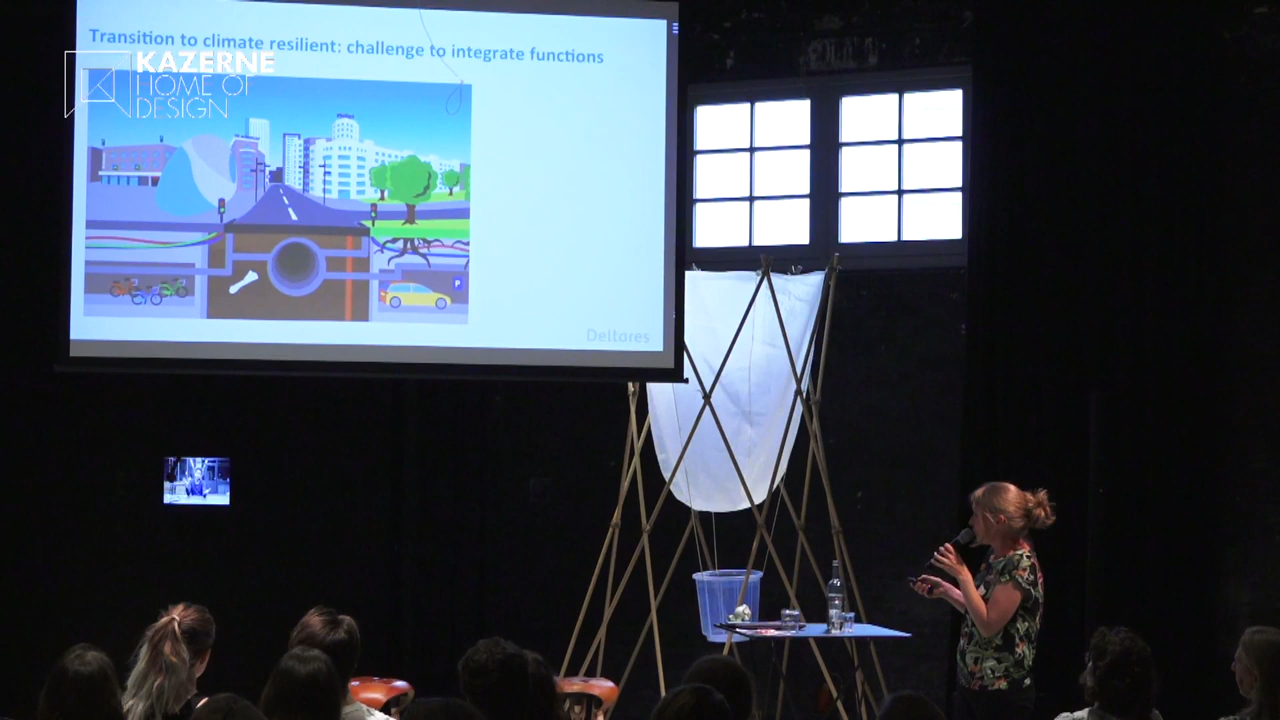 Transition to climate resilient: challenge to integrate functions
KAZERNE
HOME OF
DESIGN
P
Deltares